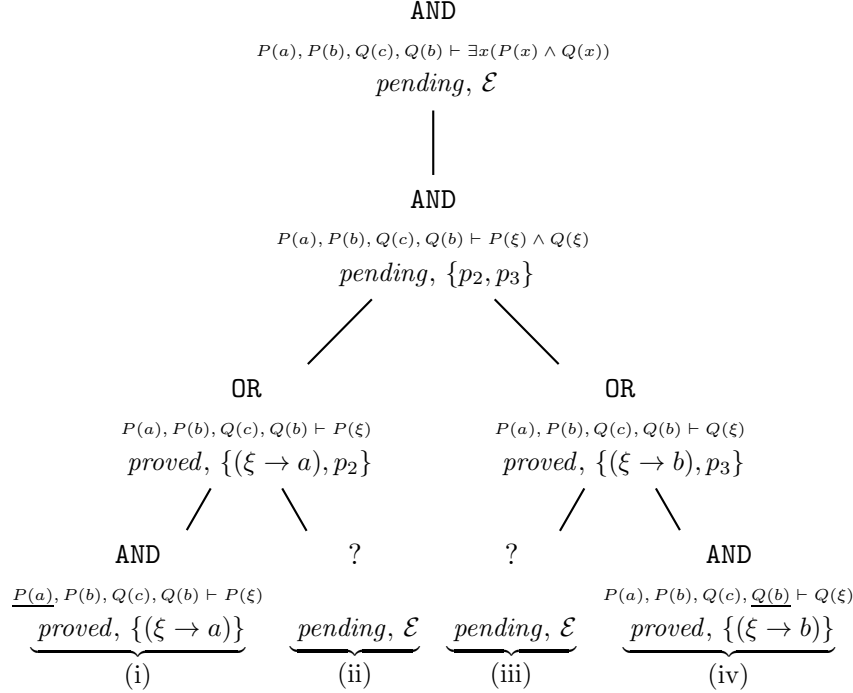 AND
P(a), P(b), Q(c), Q(b) ⊢ ∃x(P(x) ∧ Q(x))
pending, ℰ
AND
P(a), P(b), Q(c), Q(b) ⊢ P(ξ) ∧ Q(ξ)
pending, {p₂, p₃}
OR OR
P(a), P(b), Q(c), Q(b) ⊢ P(ξ) P(a), P(b), Q(c), Q(b) ⊢ Q(ξ)
proved, {(ξ → a), p₂} proved, {(ξ → b), p₃}
AND ? ? AND
P(a), P(b), Q(c), Q(b) ⊢ P(ξ) P(a), P(b), Q(c), Q(b) ⊢ Q(ξ)
proved, {(ξ → a)} pending, ℰ pending, ℰ proved, {(ξ → b)}
(i) (ii) (iii) (iv)